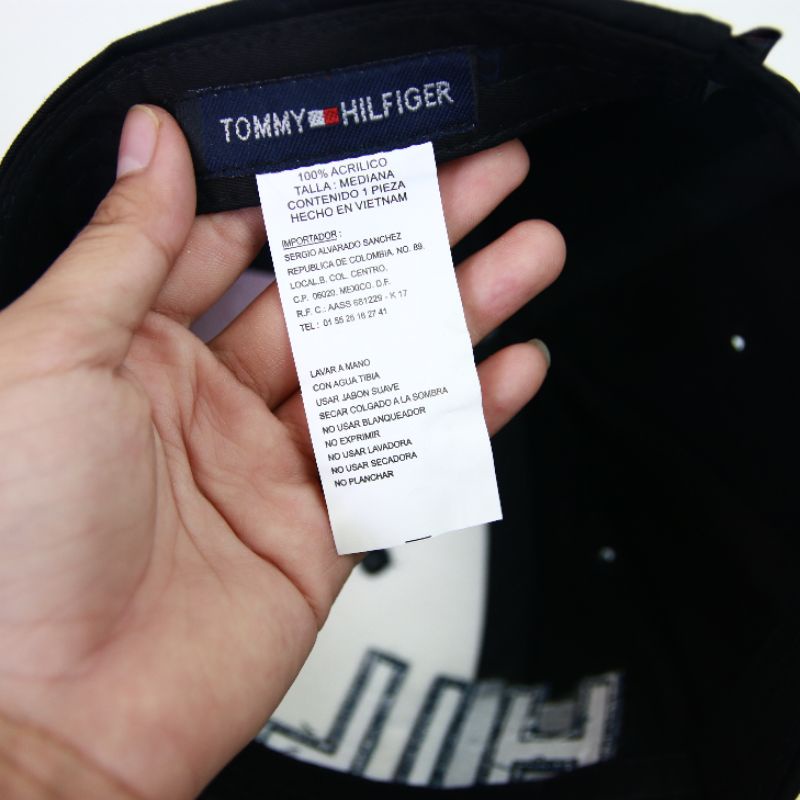 TOMMY HILFIGER
100% ACRILICO
TALLA : MEDIANA
CONTENIDO 1 PIEZA
HECHO EN VIETNAM
IMPORTADOR :
SERGIO ALVARADO SANCHEZ
REPUBLICA DE COLOMBIA, NO. 89.
LOCAL.B. COL. CENTRO.
C.P. 06020. MEXICO. D.F.
R.F. C.: AASS 681229 - K 17
TEL : 01 55 26 16 27 41
LAVAR A MANO
CON AGUA TIBIA
USAR JABON SUAVE
SECAR COLGADO A LA SOMBRA
NO USAR BLANQUEADOR
NO EXPRIMIR
NO USAR LAVADORA
NO USAR SECADORA
NO PLANCHAR